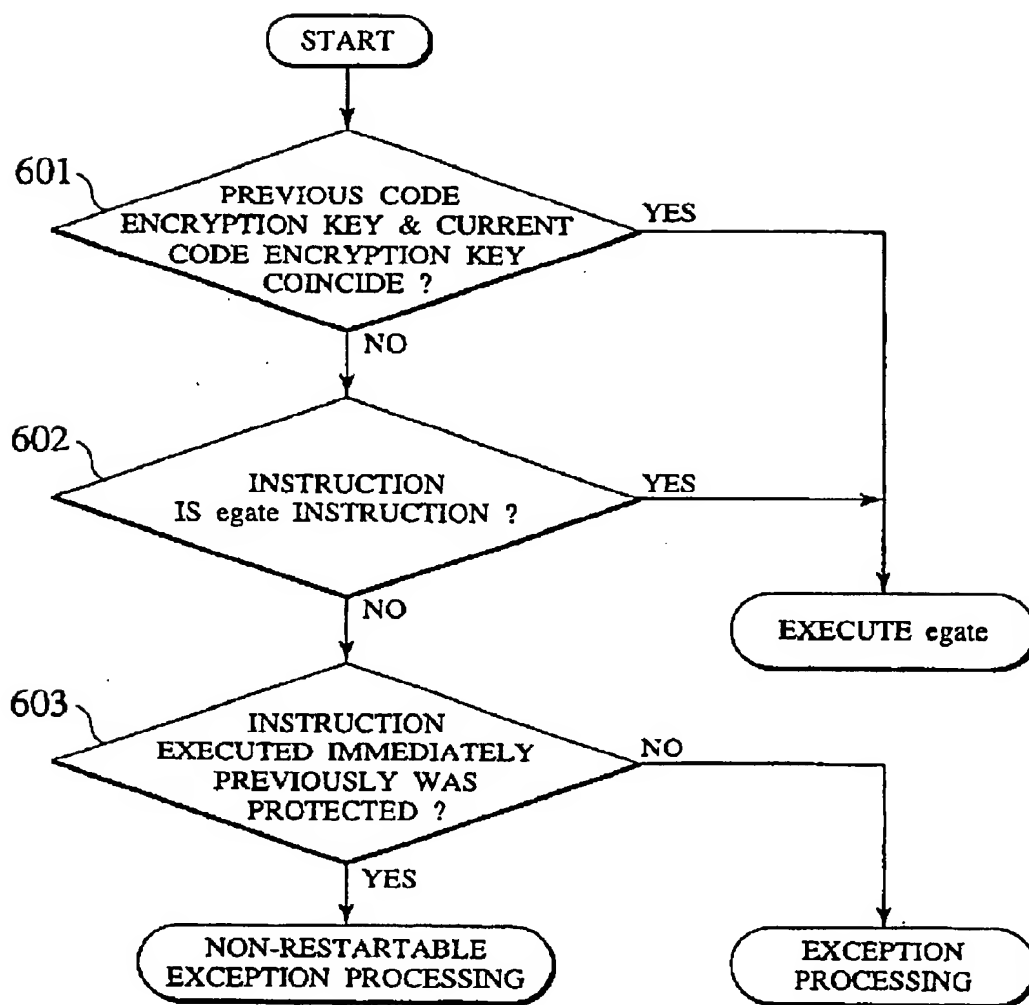 START
601
PREVIOUS CODE
ENCRYPTION KEY & CURRENT
CODE ENCRYPTION KEY
COINCIDE ?
YES
NO
602
INSTRUCTION
IS egate INSTRUCTION ?
YES
NO
EXECUTE egate
603
INSTRUCTION
EXECUTED IMMEDIATELY
PREVIOUSLY WAS
PROTECTED ?
NO
YES
NON-RESTARTABLE
EXCEPTION PROCESSING
EXCEPTION
PROCESSING